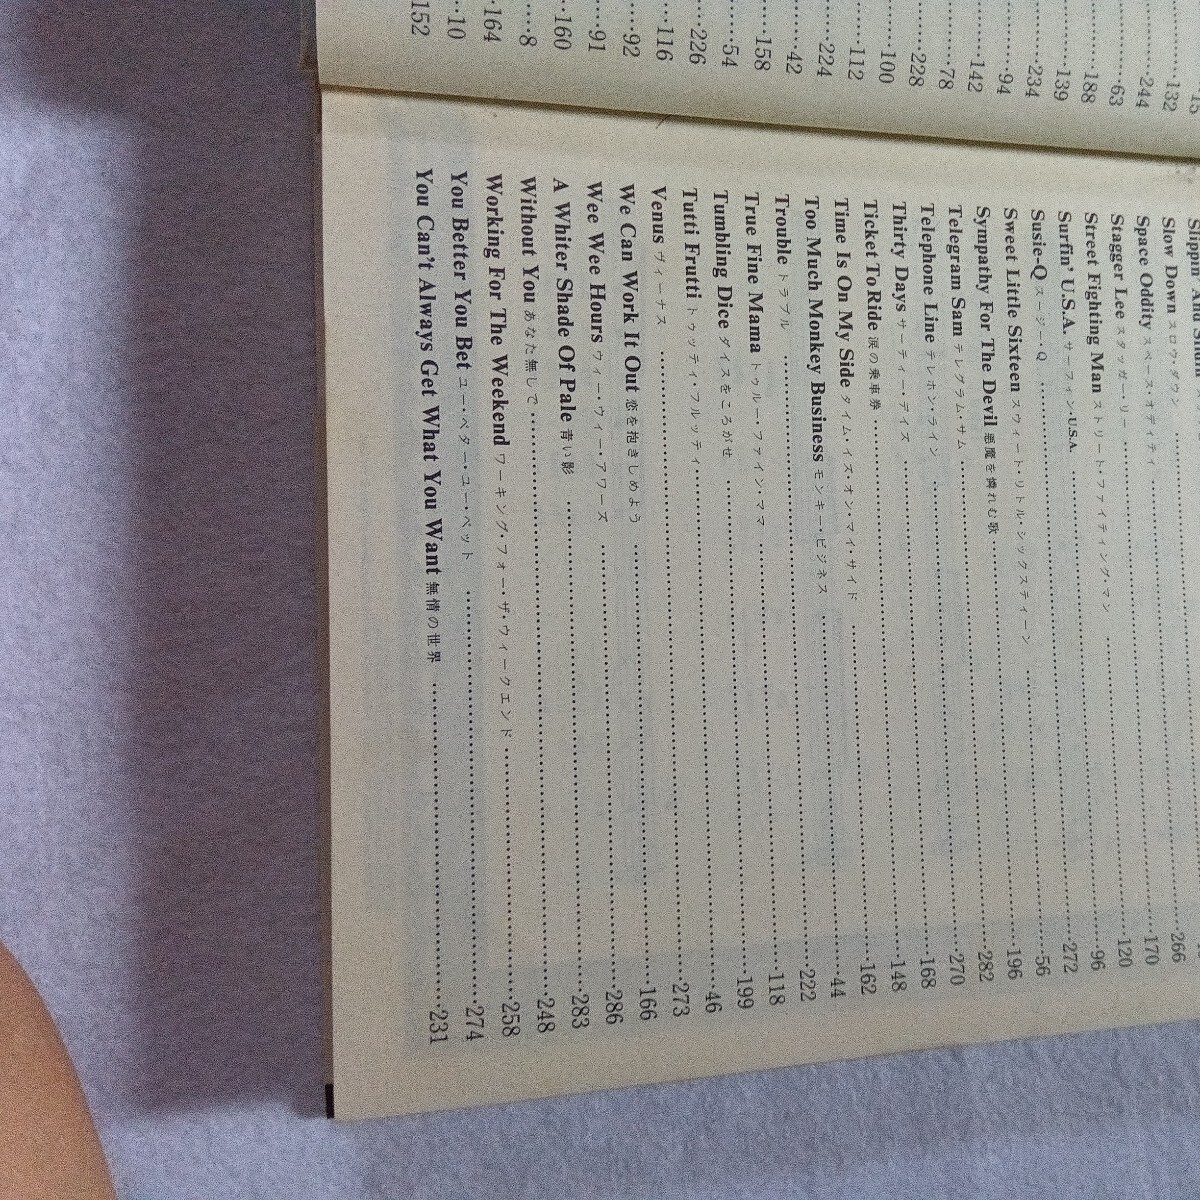 132
244
63
188
139
234
94
142
78
228
100
112
224
42
158
54
226
116
92
91
160
8
164
10
152
Slow Down スロウ・ダウン 266
Space Oddity スペース・オディティ 170
Stagger Lee スタッガー・リー 120
Street Fighting Man ストリート・ファイティング・マン 96
Surfin' U.S.A. サーフィン・U.S.A. 272
Susie-Q スージー・Q 56
Sweet Little Sixteen スウィート・リトル・シックスティーン 196
Sympathy For The Devil 悪魔を憐れむ歌 282
Telegram Sam テレグラム・サム 270
Telephone Line テレホン・ライン 168
Thirty Days サーティー・デイズ 148
Ticket To Ride 涙の乗車券 162
Time Is On My Side タイム・イズ・オン・マイ・サイド 44
Too Much Monkey Business モンキー・ビジネス 222
Trouble トラブル 118
True Fine Mama トゥルー・ファイン・ママ 199
Tumbling Dice ダイスをころがせ 46
Tutti Frutti トゥッティ・フルッティ 273
Venus ヴィーナス 166
We Can Work It Out 恋を抱きしめよう 286
Wee Wee Hours ウィー・ウィー・アワーズ 283
A Whiter Shade Of Pale 青い影 248
Without You あなた無しで 258
Working For The Weekend ワーキング・フォー・ザ・ウィークエンド 274
You Better You Bet ユー・ベター・ユー・ベット 231
You Can't Always Get What You Want 無情の世界